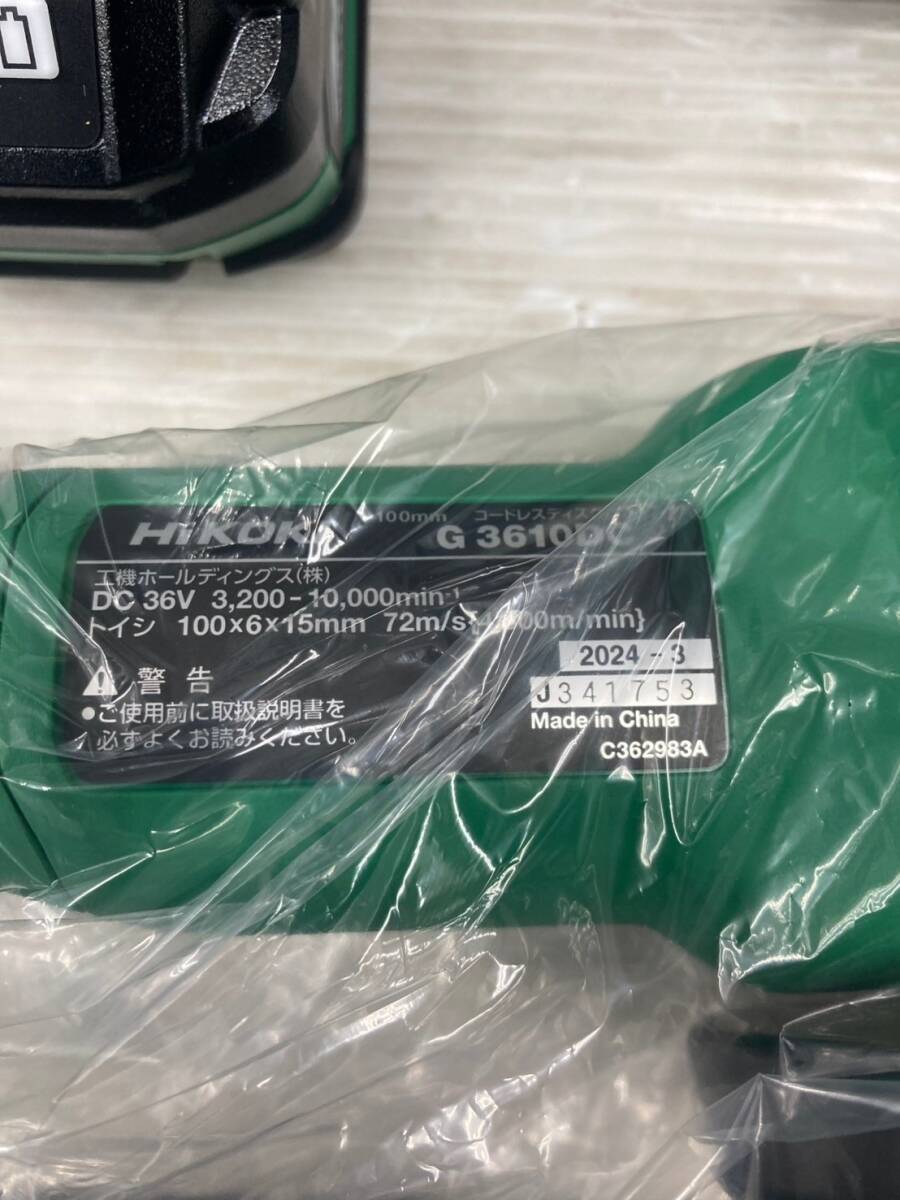 HiKOKI 100mm コードレスディスク
G 3610DC
工機ホールディングス(株)
DC 36V 3,200-10,000min⁻¹
トイシ 100×6×15mm 72m/s{4,300m/min}
2024-3
J341753
Made in China
C362983A
警告
●ご使用前に取扱説明書を
必ずよくお読みください。